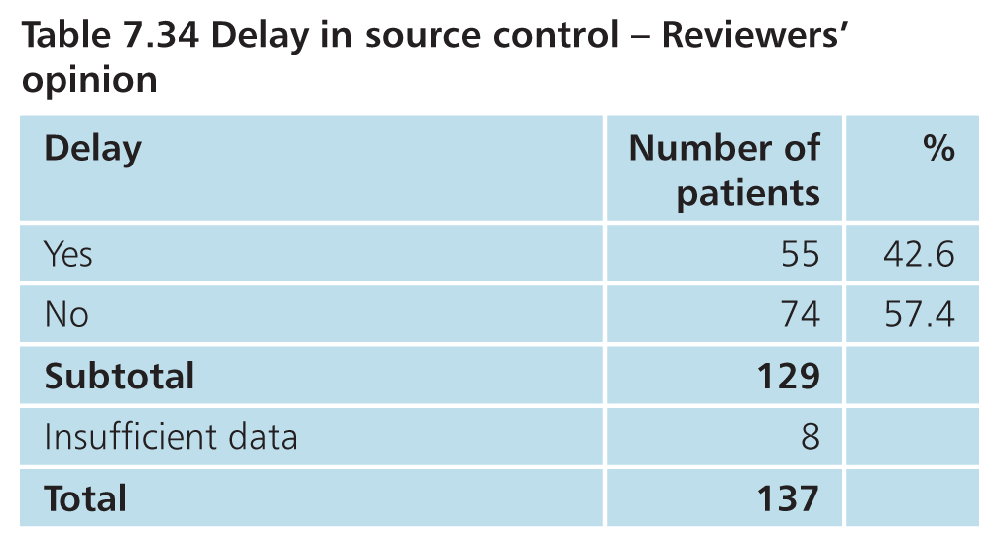 Table 7.34 Delay in source control – Reviewers’
opinion
Delay Number of patients %
Yes 55 42.6
No 74 57.4
Subtotal 129
Insufficient data 8
Total 137